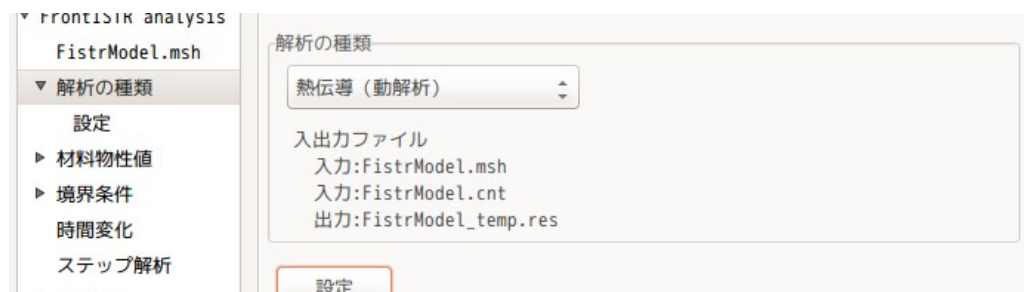 ▼ FrontISTR analysis
FistrModel.msh
▼ 解析の種類
設定
▶ 材料物性値
▶ 境界条件
時間変化
ステップ解析
解析の種類
熱伝導（動解析）
入出力ファイル
入力:FistrModel.msh
入力:FistrModel.cnt
出力:FistrModel_temp.res
設定